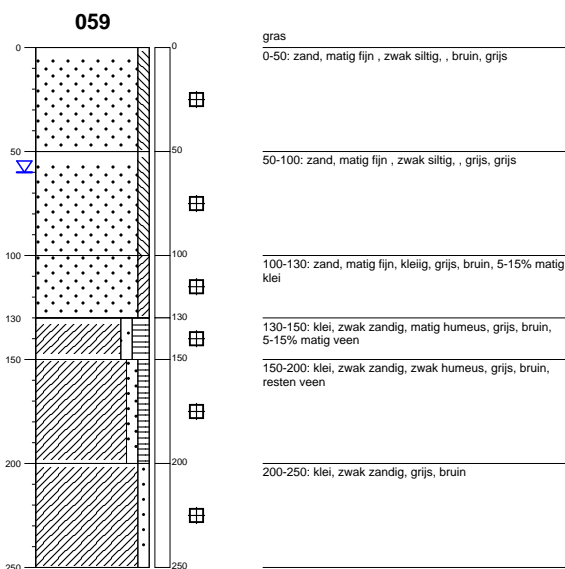 059
gras
0
0
0-50: zand, matig fijn , zwak siltig, , bruin, grijs
50
50
50-100: zand, matig fijn , zwak siltig, , grijs, grijs
100
100
100-130: zand, matig fijn, kleiig, grijs, bruin, 5-15% matig
klei
130
130
130-150: klei, zwak zandig, matig humeus, grijs, bruin,
5-15% matig veen
150
150
150-200: klei, zwak zandig, zwak humeus, grijs, bruin,
resten veen
200
200
200-250: klei, zwak zandig, grijs, bruin
250
250